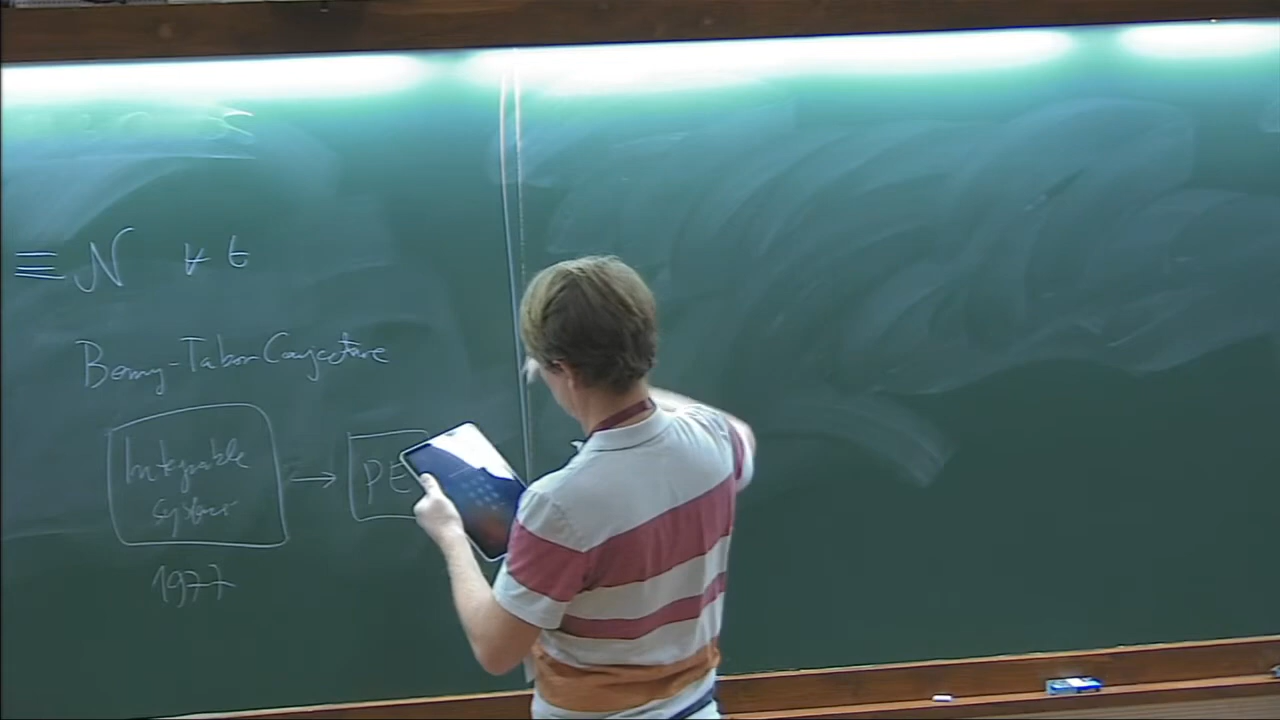 ≡ N ∀ t
Berry-Tabor Conjecture
Integrable → PE
system
1977